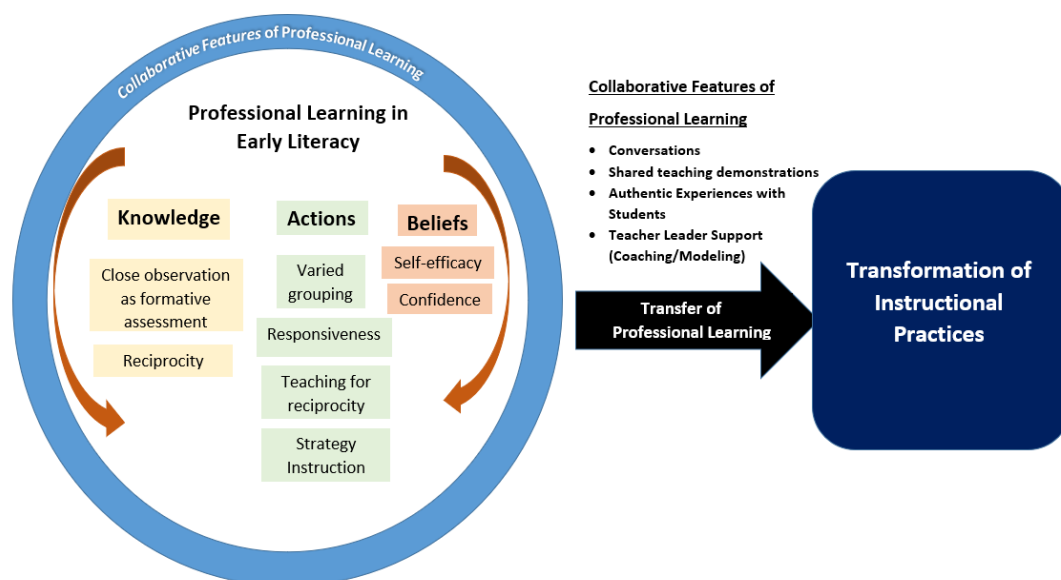 Collaborative Features of Professional Learning
Professional Learning in
Early Literacy
Knowledge
Close observation
as formative
assessment
Reciprocity
Actions
Varied
grouping
Responsiveness
Teaching for
reciprocity
Strategy
Instruction
Beliefs
Self-efficacy
Confidence
Collaborative Features of
Professional Learning
• Conversations
• Shared teaching demonstrations
• Authentic Experiences with
Students
• Teacher Leader Support
(Coaching/Modeling)
Transfer of
Professional Learning
Transformation of
Instructional
Practices